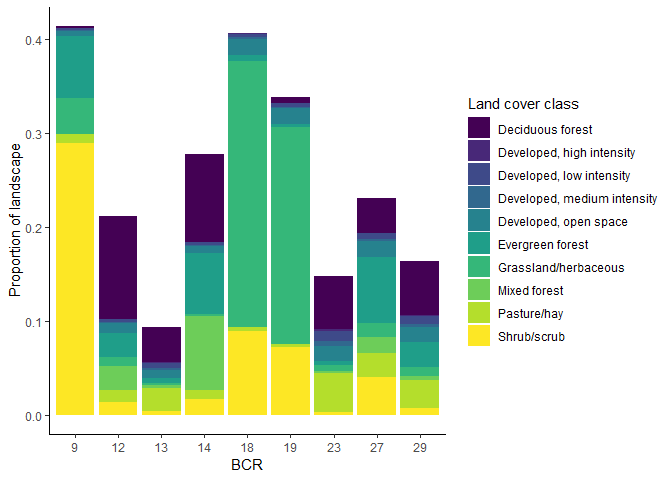 0.4
0.3
0.2
0.1
0.0
Proportion of landscape
9 12 13 14 18 19 23 27 29
BCR
Land cover class
Deciduous forest
Developed, high intensity
Developed, low intensity
Developed, medium intensity
Developed, open space
Evergreen forest
Grassland/herbaceous
Mixed forest
Pasture/hay
Shrub/scrub